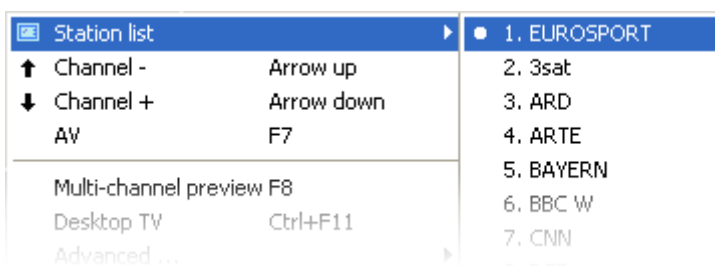 Station list
Channel - Arrow up
Channel + Arrow down
AV F7
Multi-channel preview F8
Desktop TV Ctrl+F11
Advanced ...
1. EUROSPORT
2. 3sat
3. ARD
4. ARTE
5. BAYERN
6. BBC W
7. CNN